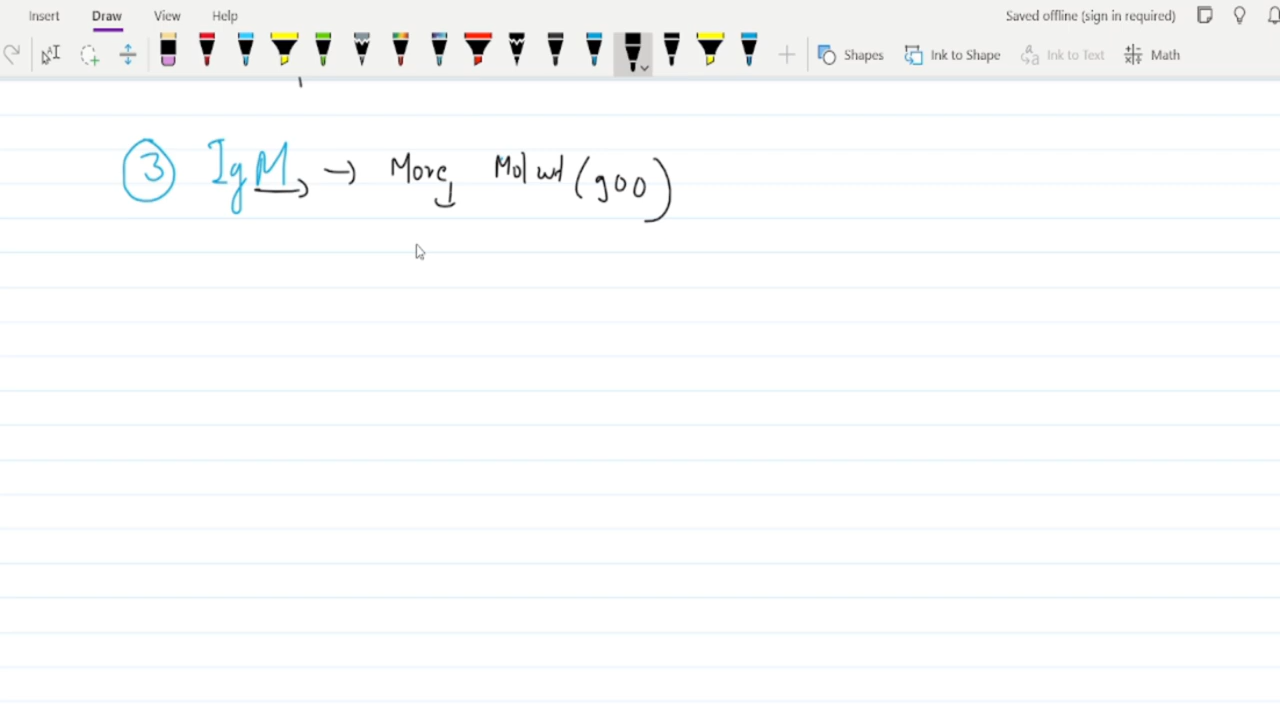 Insert Draw View Help Saved offline (sign in required)
Shapes Ink to Shape Ink to Text Math
③ IgM → More Mol wt (900)